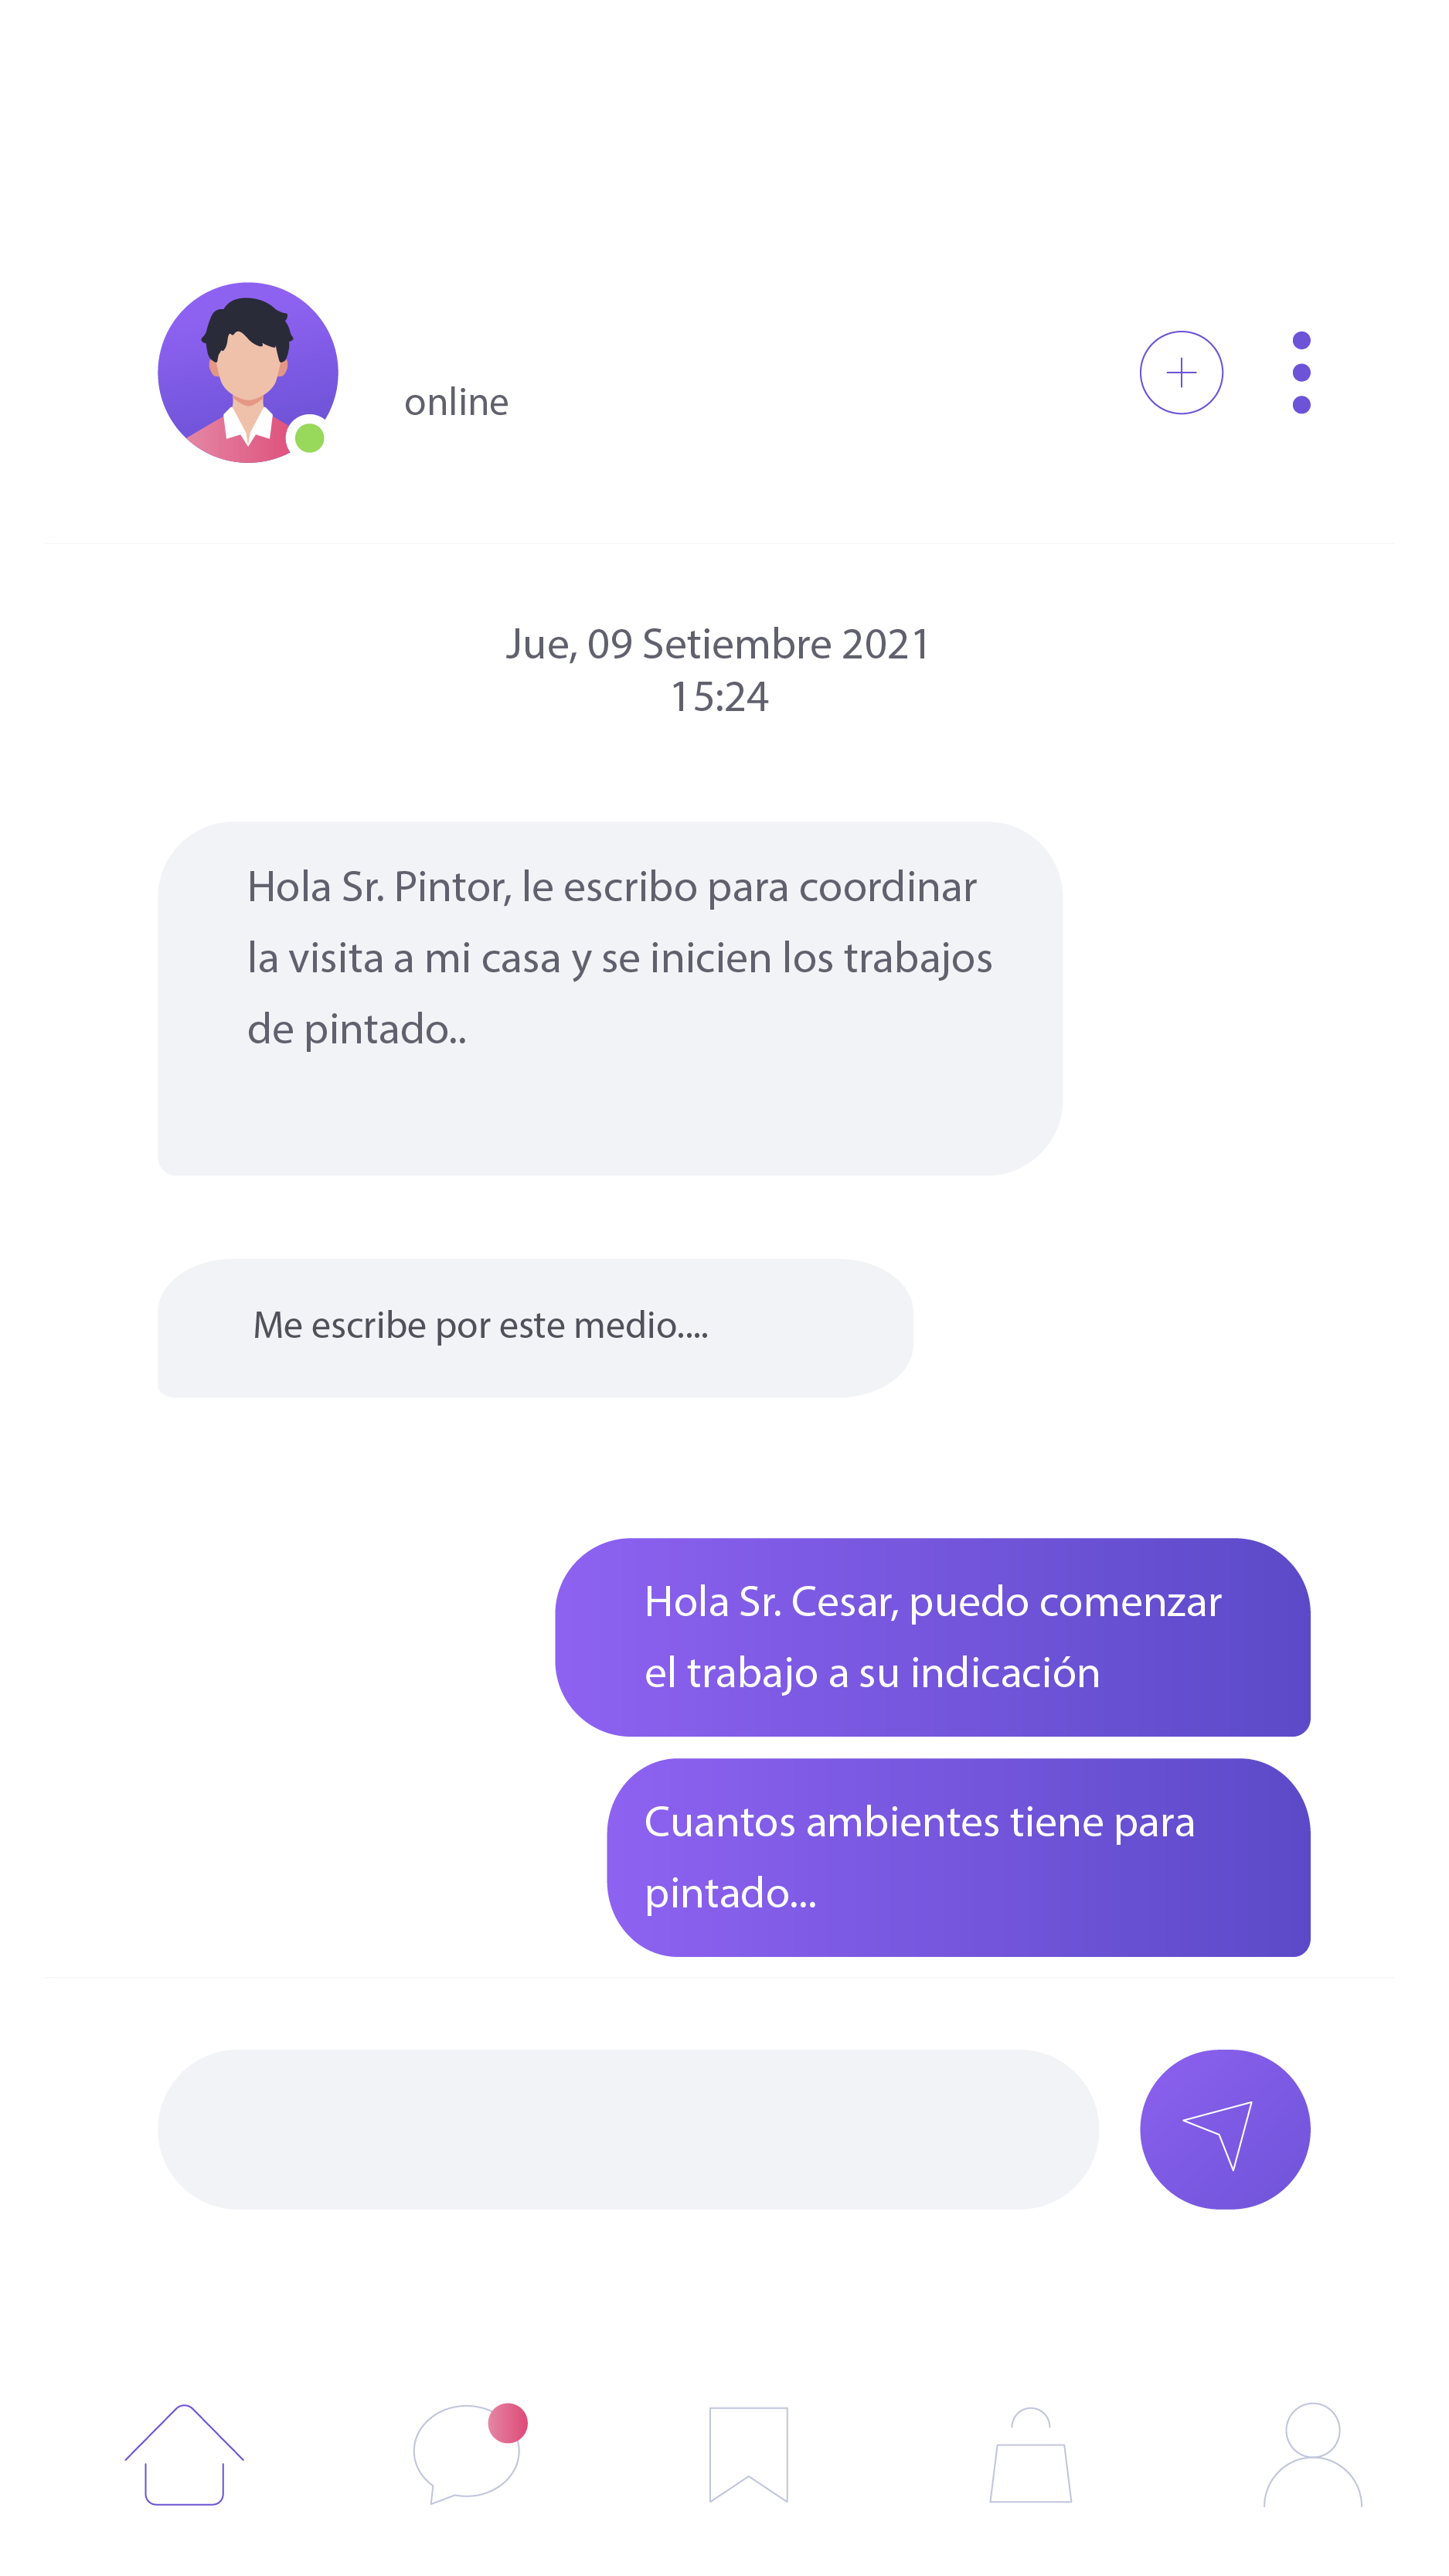 online
Jue, 09 Setiembre 2021
15:24
Hola Sr. Pintor, le escribo para coordinar
la visita a mi casa y se inicien los trabajos
de pintado..
Me escribe por este medio....
Hola Sr. Cesar, puedo comenzar
el trabajo a su indicación
Cuantos ambientes tiene para
pintado...